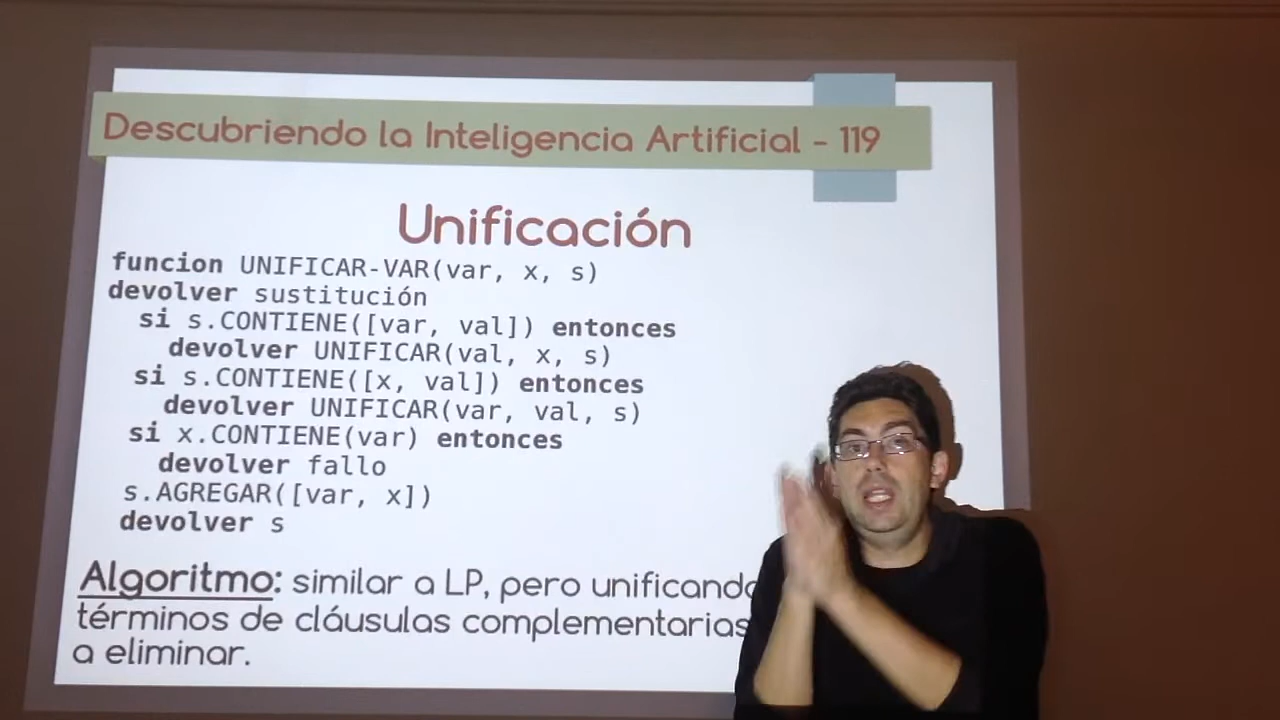 Descubriendo la Inteligencia Artificial - 119
Unificación
funcion UNIFICAR-VAR(var, x, s)
devolver sustitución
si s.CONTIENE([var, val]) entonces
devolver UNIFICAR(val, x, s)
si s.CONTIENE([x, val]) entonces
devolver UNIFICAR(var, val, s)
si x.CONTIENE(var) entonces
devolver fallo
s.AGREGAR([var, x])
devolver s
Algoritmo: similar a LP, pero unificando
términos de cláusulas complementarias
a eliminar.